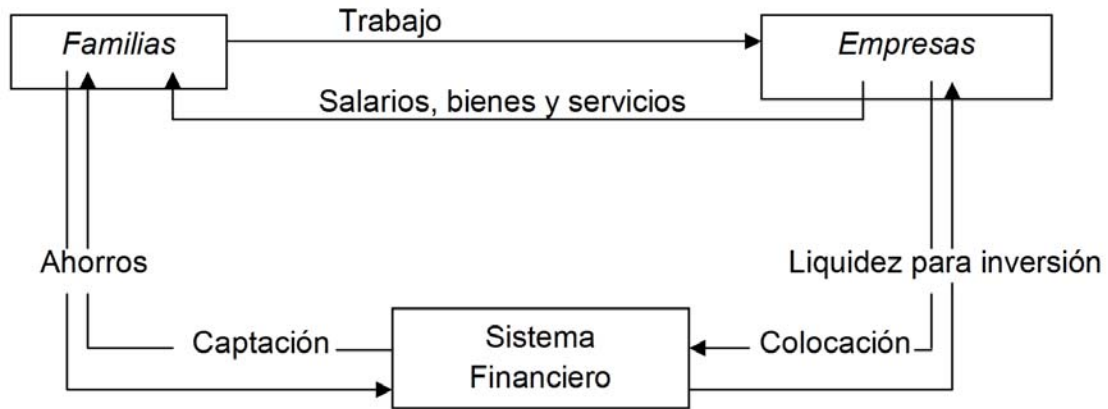 Trabajo
Familias
Empresas
Salarios, bienes y servicios
Ahorros
Liquidez para inversión
Captación
Sistema
Financiero
Colocación